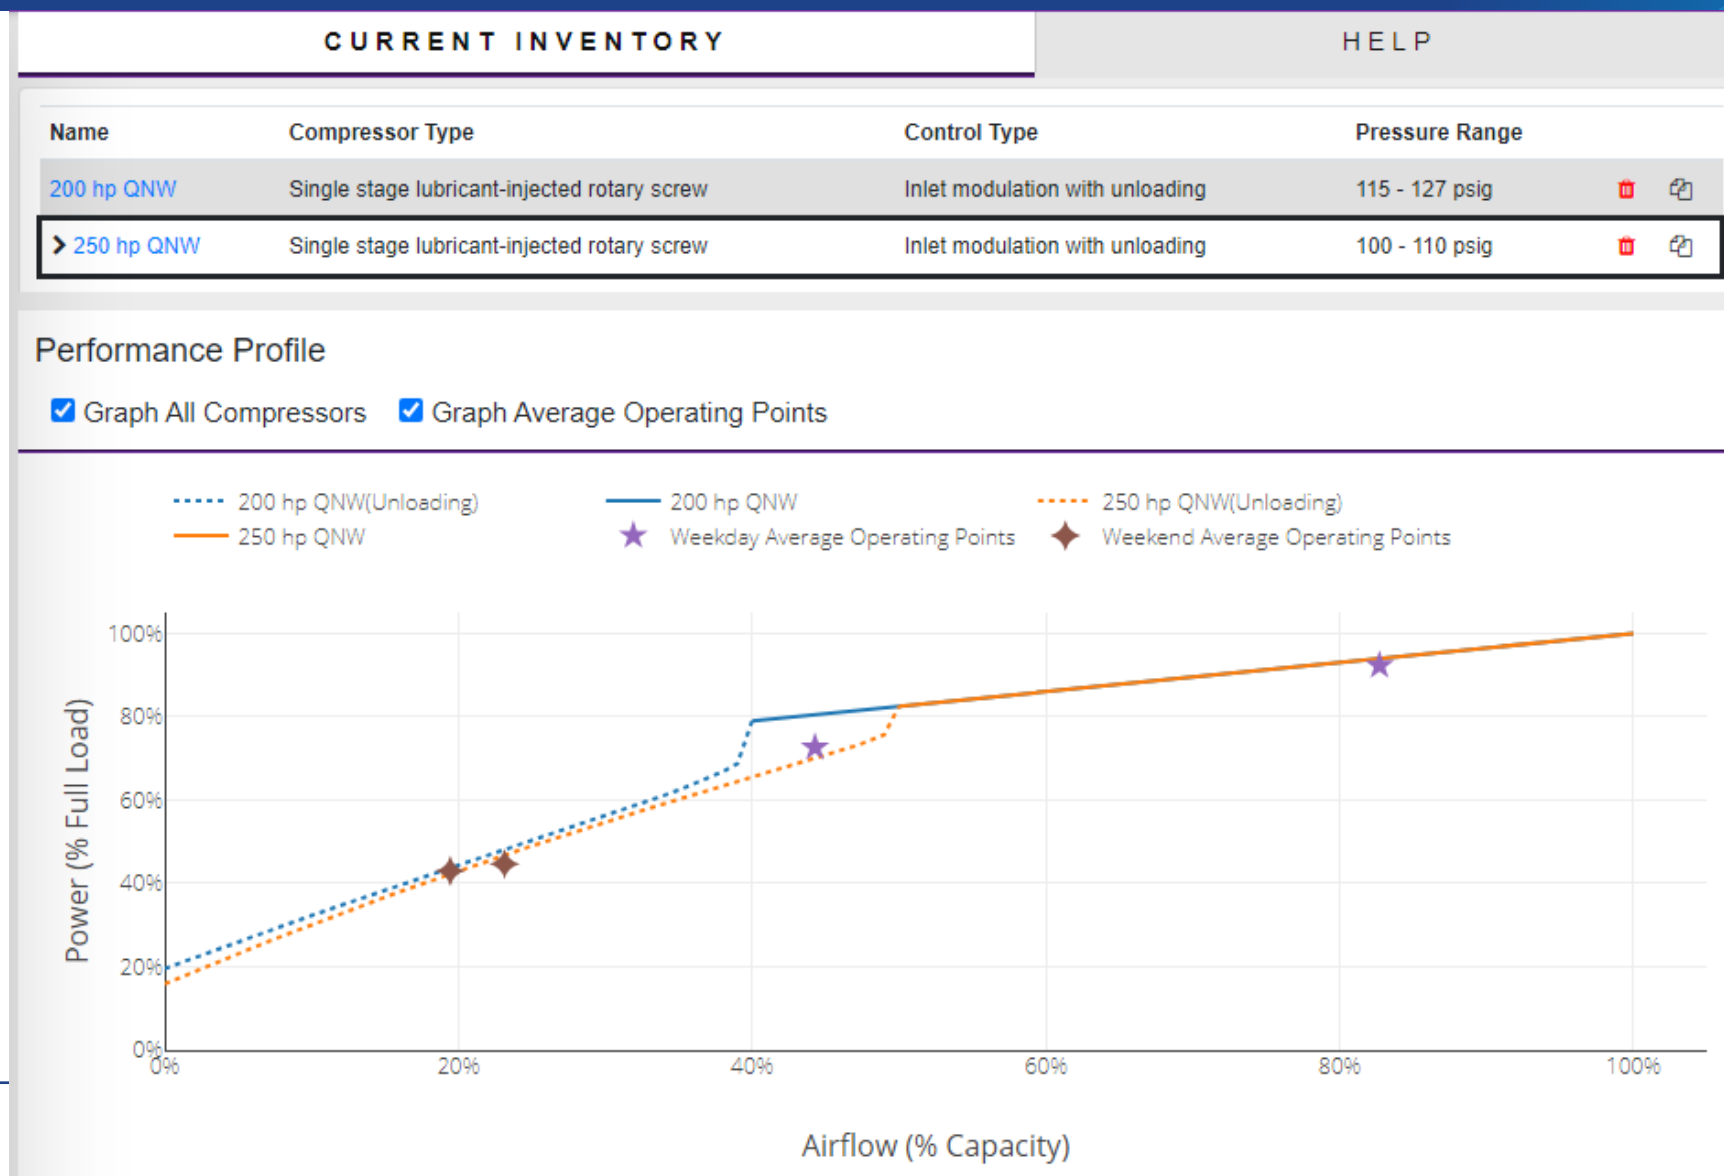 CURRENT INVENTORY HELP
Name Compressor Type Control Type Pressure Range
200 hp QNW Single stage lubricant-injected rotary screw Inlet modulation with unloading 115 - 127 psig
250 hp QNW Single stage lubricant-injected rotary screw Inlet modulation with unloading 100 - 110 psig
Performance Profile
Graph All Compressors Graph Average Operating Points
200 hp QNW(Unloading) 200 hp QNW 250 hp QNW(Unloading)
250 hp QNW Weekday Average Operating Points Weekend Average Operating Points
100%
80%
60%
40%
20%
0%
Power (% Full Load)
0% 20% 40% 60% 80% 100%
Airflow (% Capacity)